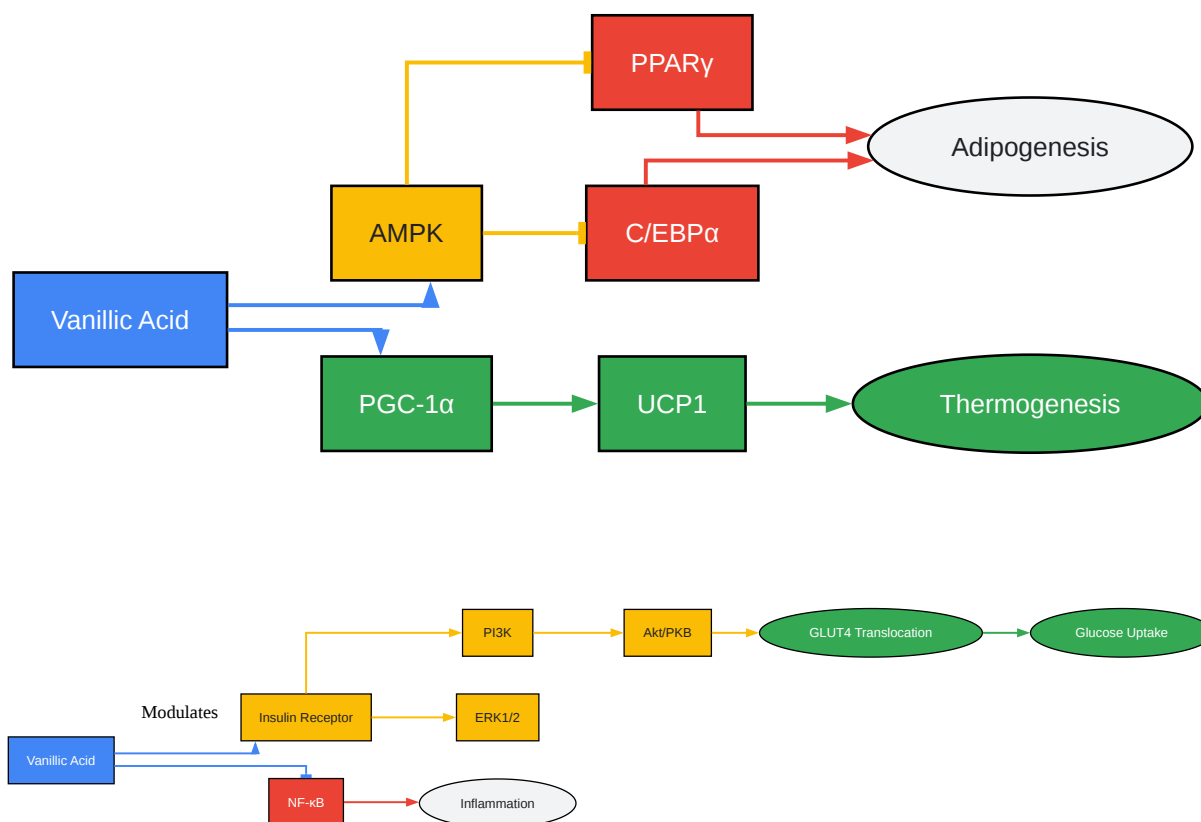 PPARγ
Adipogenesis
AMPK
C/EBPα
Vanillic Acid
PGC-1α
UCP1
Thermogenesis
PI3K
Akt/PKB
GLUT4 Translocation
Glucose Uptake
Modulates
Insulin Receptor
ERK1/2
Vanillic Acid
NF-κB
Inflammation